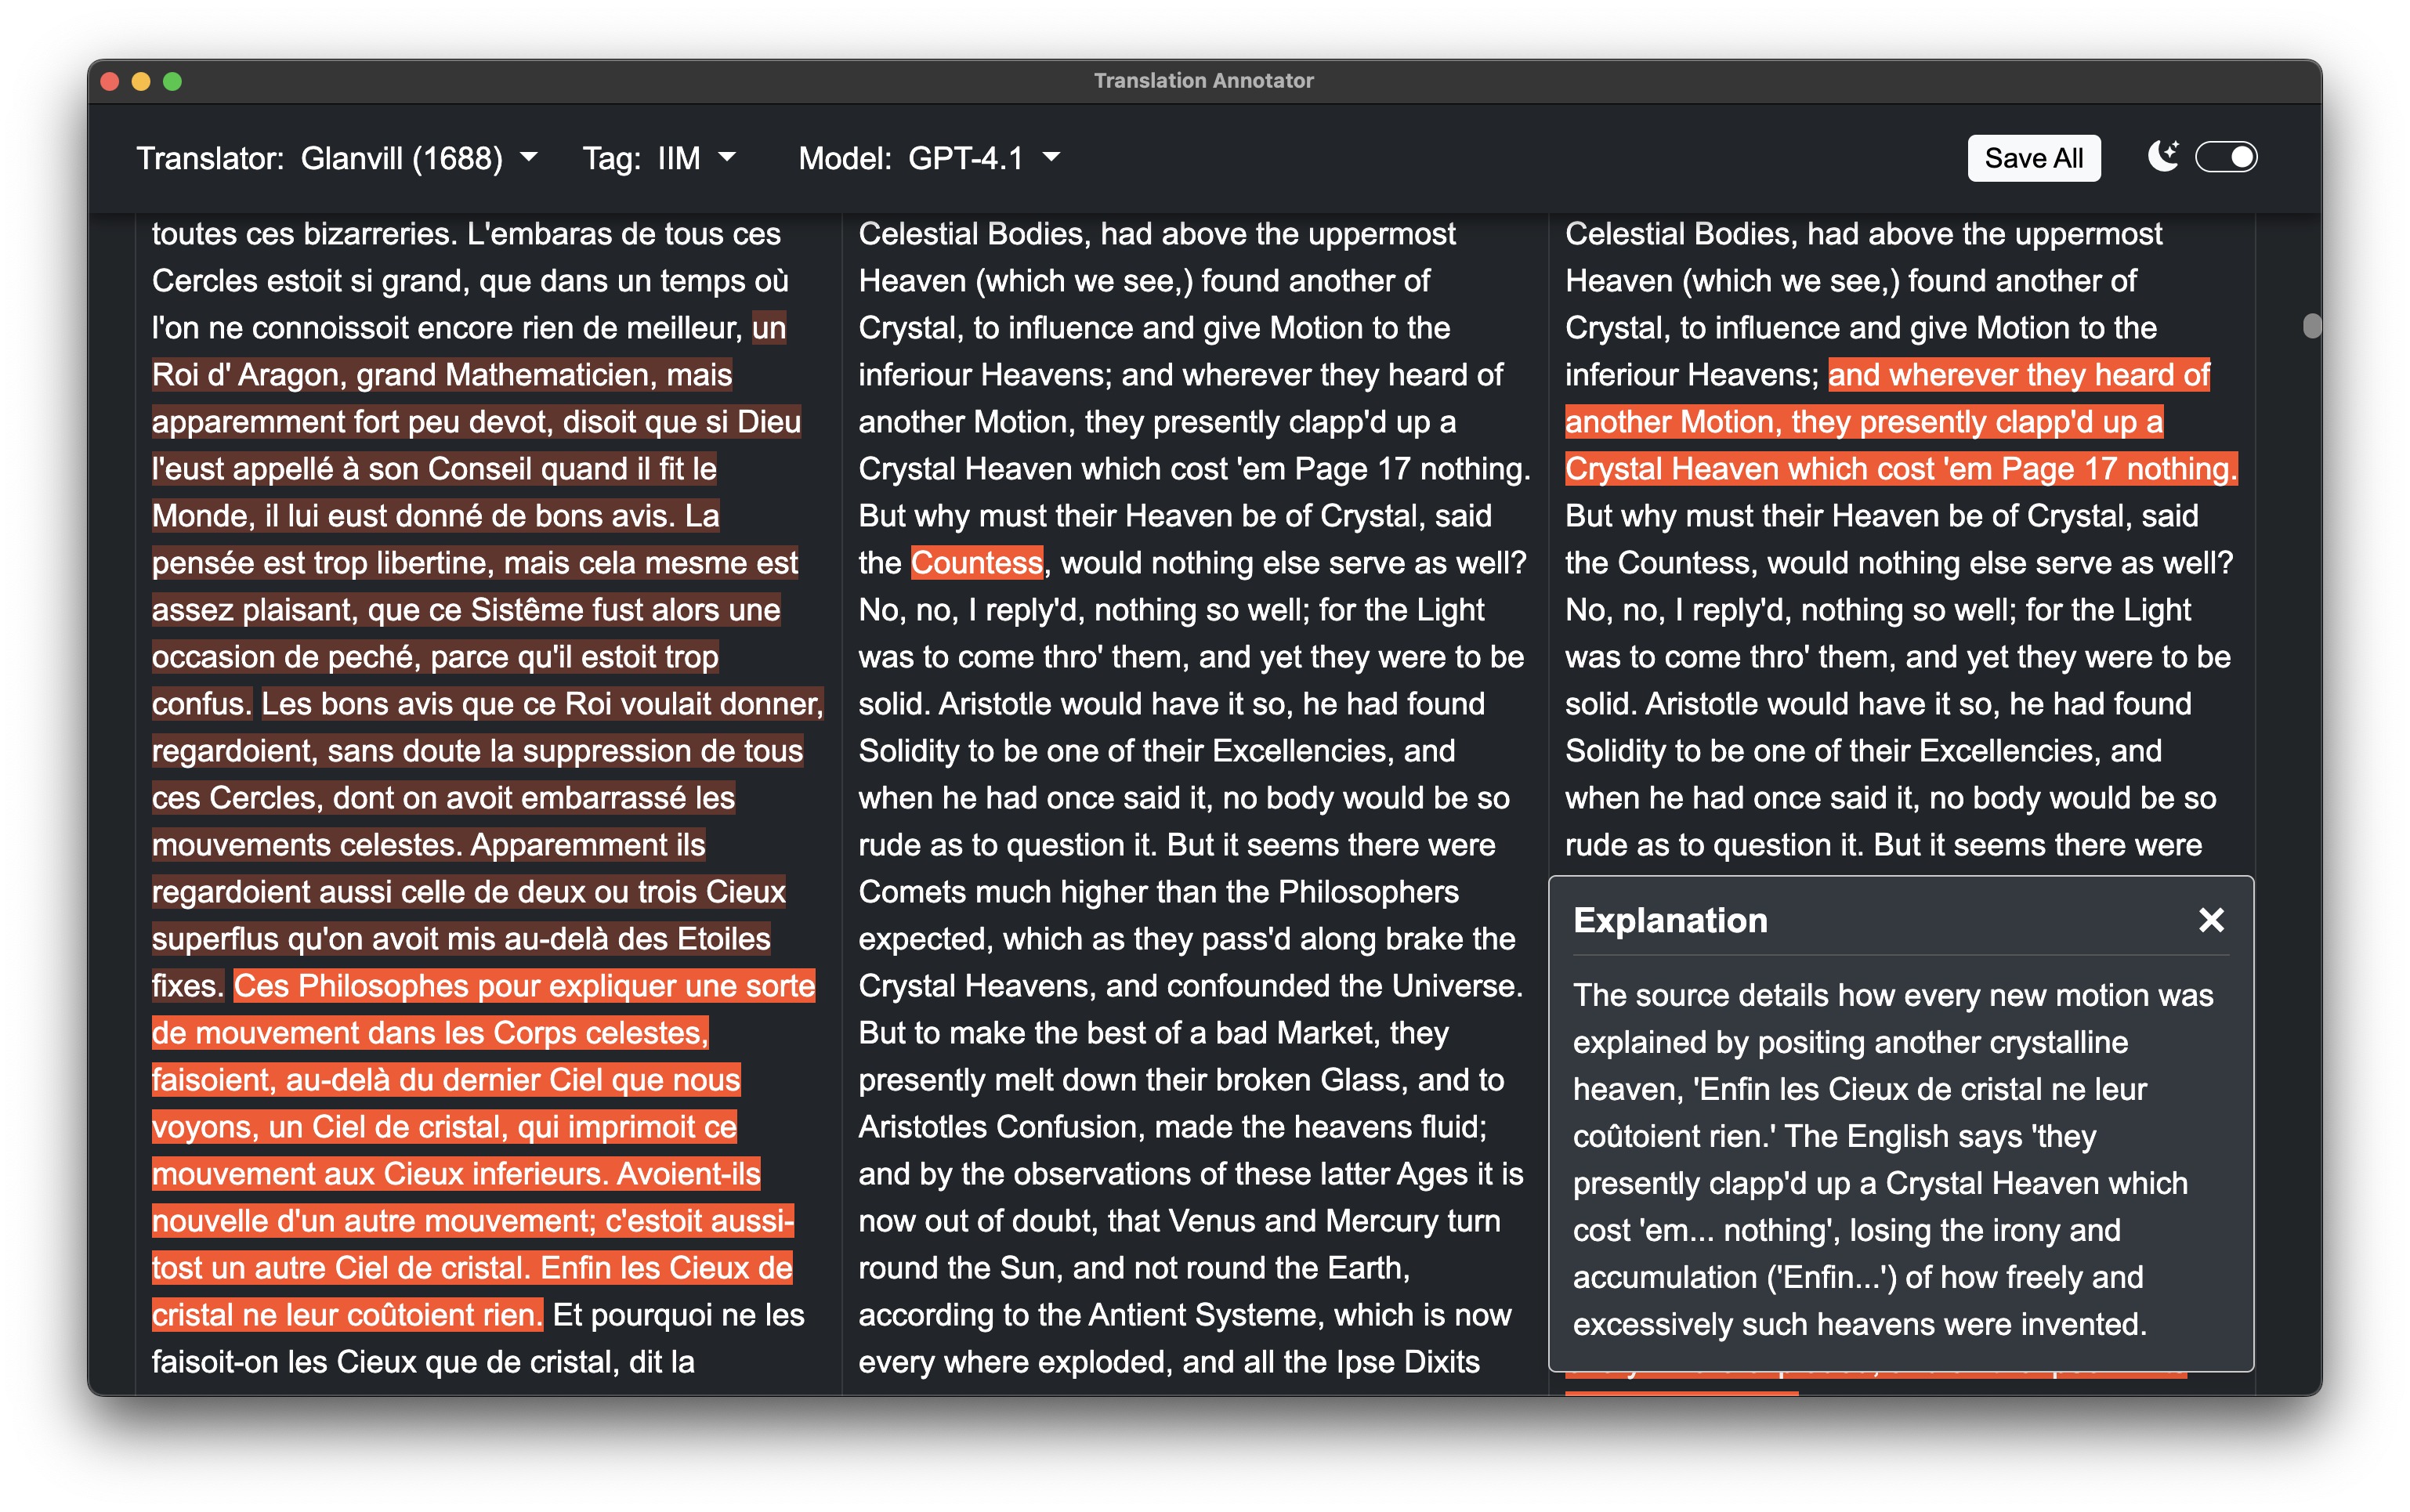 Translation Annotator
Translator: Glanvill (1688) Tag: IIM Model: GPT-4.1 Save All
toutes ces bizarreries. L'embaras de tous ces
Cercles estoit si grand, que dans un temps où
l'on ne connoissoit encore rien de meilleur, un
Roi d' Aragon, grand Mathematicien, mais
apparemment fort peu devot, disoit que si Dieu
l'eust appellé à son Conseil quand il fit le
Monde, il lui eust donné de bons avis. La
pensée est trop libertine, mais cela mesme est
assez plaisant, que ce Sistême fust alors une
occasion de peché, parce qu'il estoit trop
confus. Les bons avis que ce Roi voulait donner,
regardoient, sans doute la suppression de tous
ces Cercles, dont on avoit embarrassé les
mouvements celestes. Apparemment ils
regardoient aussi celle de deux ou trois Cieux
superflus qu'on avoit mis au-delà des Etoiles
fixes. Ces Philosophes pour expliquer une sorte
de mouvement dans les Corps celestes,
faisoient, au-delà du dernier Ciel que nous
voyons, un Ciel de cristal, qui imprimoit ce
mouvement aux Cieux inferieurs. Avoient-ils
nouvelle d'un autre mouvement; c'estoit aussi-
tost un autre Ciel de cristal. Enfin les Cieux de
cristal ne leur coûtoient rien. Et pourquoi ne les
faisoit-on les Cieux que de cristal, dit la
Celestial Bodies, had above the uppermost
Heaven (which we see,) found another of
Crystal, to influence and give Motion to the
inferiour Heavens; and wherever they heard of
another Motion, they presently clapp'd up a
Crystal Heaven which cost 'em Page 17 nothing.
But why must their Heaven be of Crystal, said
the Countess, would nothing else serve as well?
No, no, I reply'd, nothing so well; for the Light
was to come thro' them, and yet they were to be
solid. Aristotle would have it so, he had found
Solidity to be one of their Excellencies, and
when he had once said it, no body would be so
rude as to question it. But it seems there were
Comets much higher than the Philosophers
expected, which as they pass'd along brake the
Crystal Heavens, and confounded the Universe.
But to make the best of a bad Market, they
presently melt down their broken Glass, and to
Aristotles Confusion, made the heavens fluid;
and by the observations of these latter Ages it is
now out of doubt, that Venus and Mercury turn
round the Sun, and not round the Earth,
according to the Antient Systeme, which is now
every where exploded, and all the Ipse Dixits
Celestial Bodies, had above the uppermost
Heaven (which we see,) found another of
Crystal, to influence and give Motion to the
inferiour Heavens; and wherever they heard of
another Motion, they presently clapp'd up a
Crystal Heaven which cost 'em Page 17 nothing.
But why must their Heaven be of Crystal, said
the Countess, would nothing else serve as well?
No, no, I reply'd, nothing so well; for the Light
was to come thro' them, and yet they were to be
solid. Aristotle would have it so, he had found
Solidity to be one of their Excellencies, and
when he had once said it, no body would be so
rude as to question it. But it seems there were
Explanation
The source details how every new motion was
explained by positing another crystalline
heaven, 'Enfin les Cieux de cristal ne leur
coûtoient rien.' The English says 'they
presently clapp'd up a Crystal Heaven which
cost 'em... nothing', losing the irony and
accumulation ('Enfin...') of how freely and
excessively such heavens were invented.